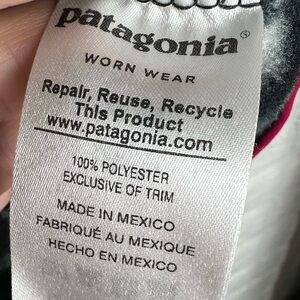 patagonia®
WORN WEAR
Repair, Reuse, Recycle
This Product
www.patagonia.com
100% POLYESTER
EXCLUSIVE OF TRIM
MADE IN MEXICO
FABRIQUÉ AU MEXIQUE
HECHO EN MEXICO